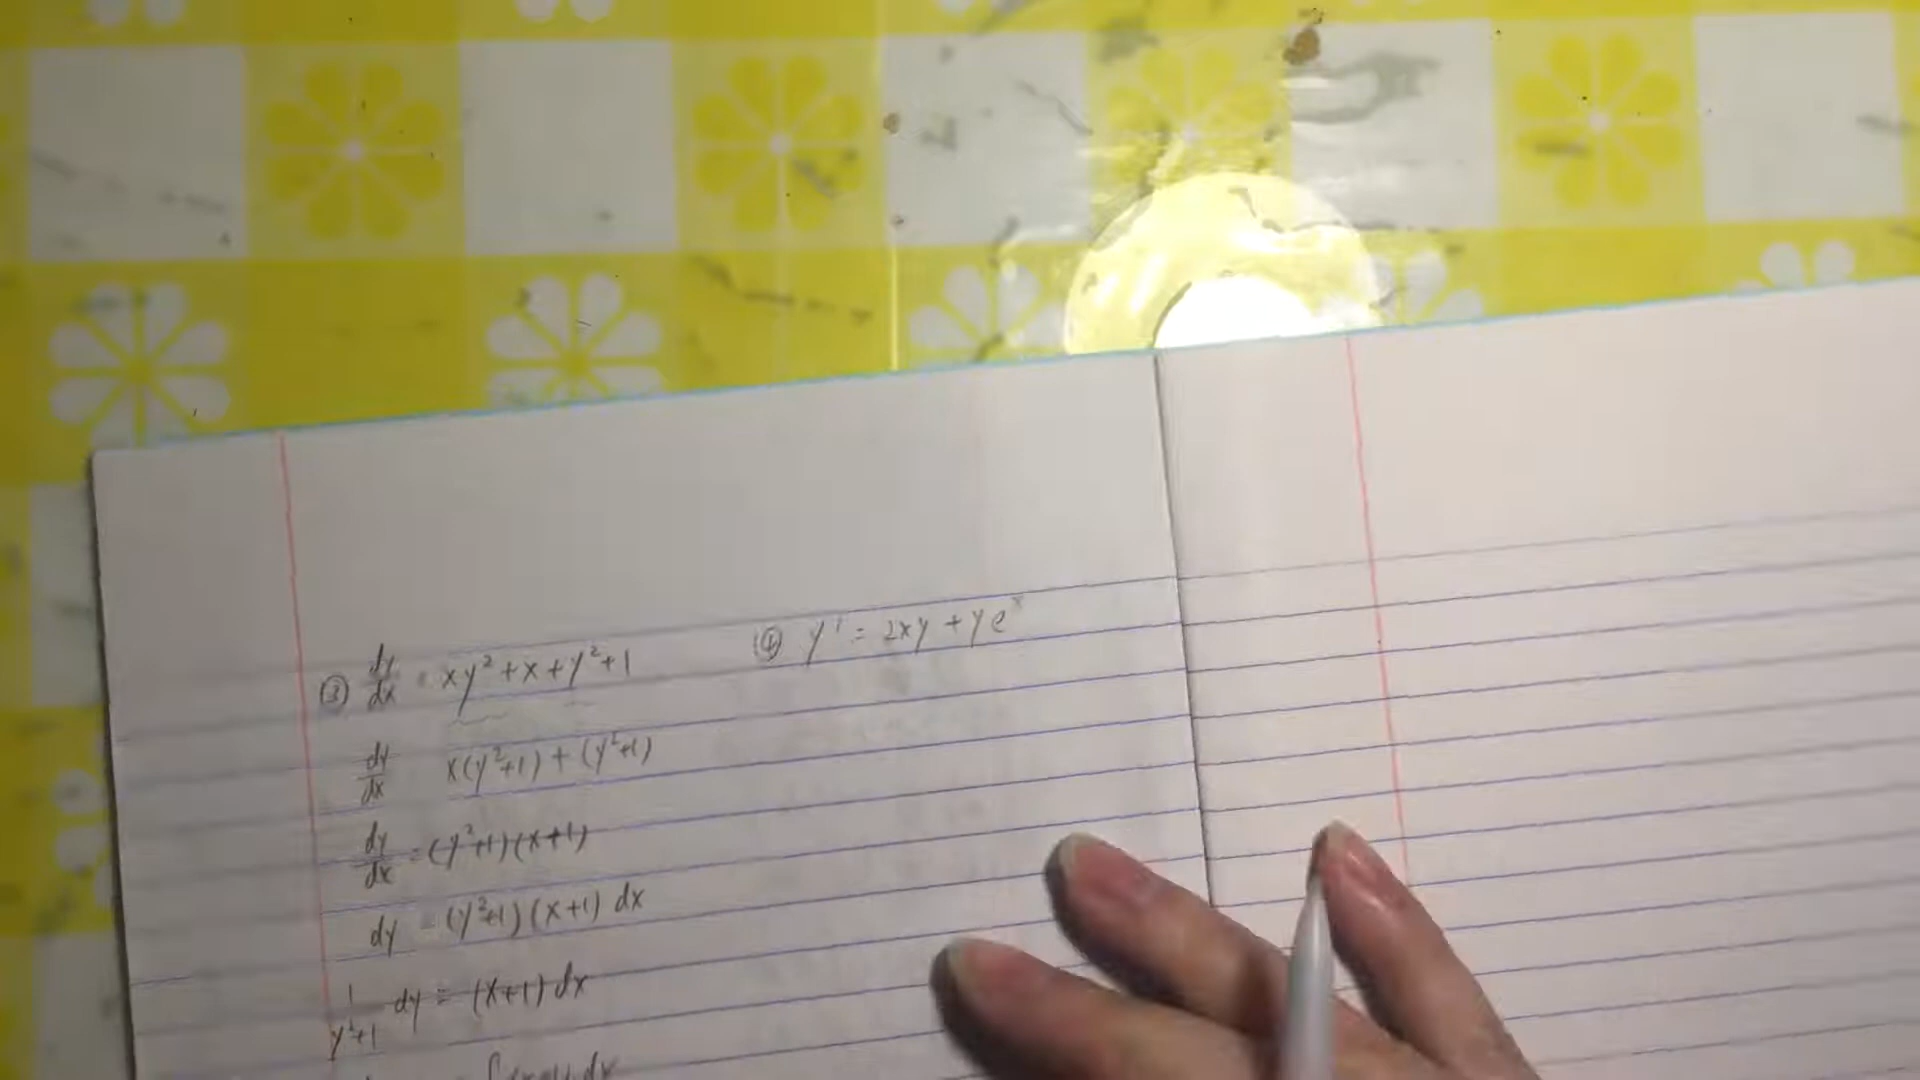 ③ dy/dx = xy² + x + y² + 1
dy/dx x(y²+1) + (y²+1)
dy/dx = (y²+1)(x+1)
dy = (y²+1)(x+1) dx
1/y²+1 dy = (x+1) dx
④ y' = 2xy + ye^x